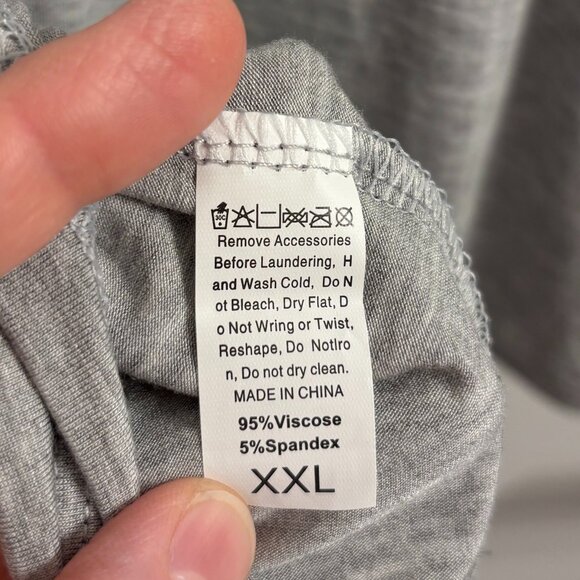 30C
Remove Accessories
Before Laundering, H
and Wash Cold, Do N
ot Bleach, Dry Flat, D
o Not Wring or Twist,
Reshape, Do NotIro
n, Do not dry clean.
MADE IN CHINA
95%Viscose
5%Spandex
XXL